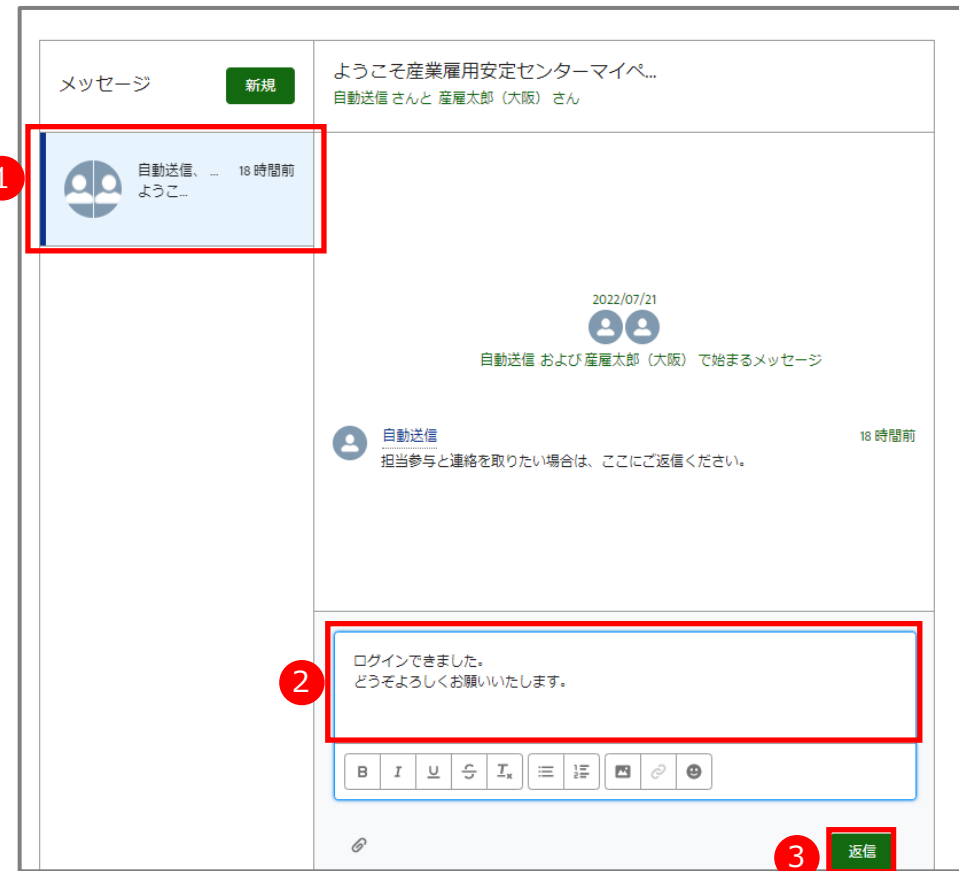 メッセージ
新規
ようこそ産業雇用安定センターマイペ...
自動送信 さんと 産雇太郎（大阪） さん
1
自動送信、 ... 18 時間前
ようこ...
2022/07/21
自動送信 および 産雇太郎（大阪） で始まるメッセージ
自動送信 18 時間前
担当参与と連絡を取りたい場合は、ここにご返信ください。
2
ログインできました。
どうぞよろしくお願いいたします。
B I U S Tx
3
返信